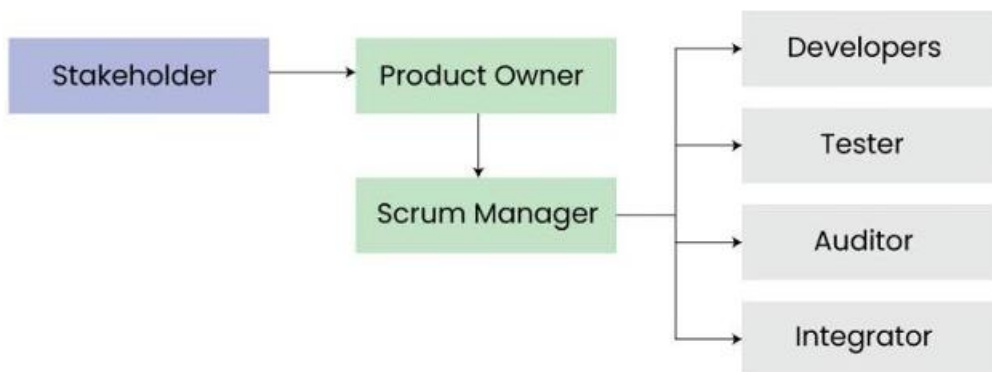 Stakeholder
Product Owner
Scrum Manager
Developers
Tester
Auditor
Integrator